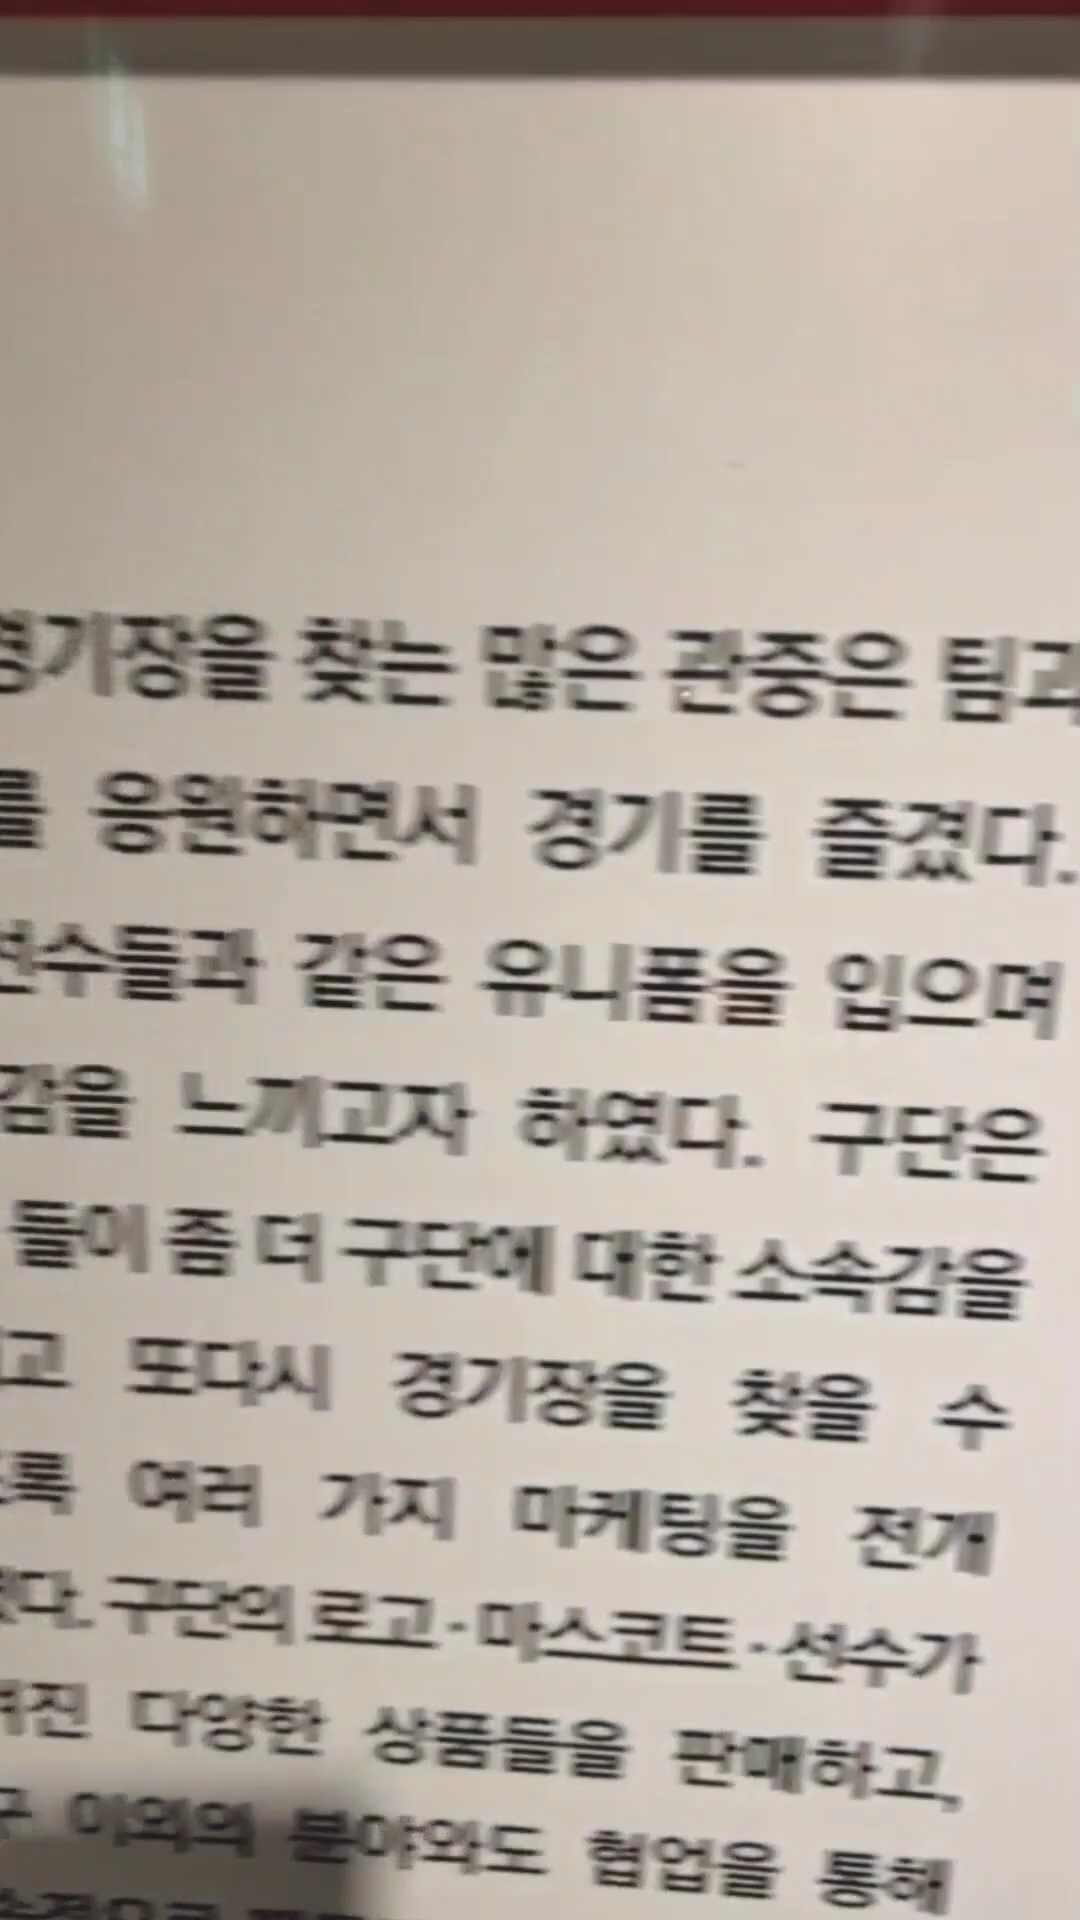 경기장을 찾는 많은 관중은 팀과
를 응원하면서 경기를 즐겼다.
선수들과 같은 유니폼을 입으며
감을 느끼고자 하였다. 구단은
들이 좀 더 구단에 대한 소속감을
고 또다시 경기장을 찾을 수
록 여러 가지 마케팅을 전개
다. 구단의 로고·마스코트·선수가
진 다양한 상품들을 판매하고,
구 이외의 분야와도 협업을 통해